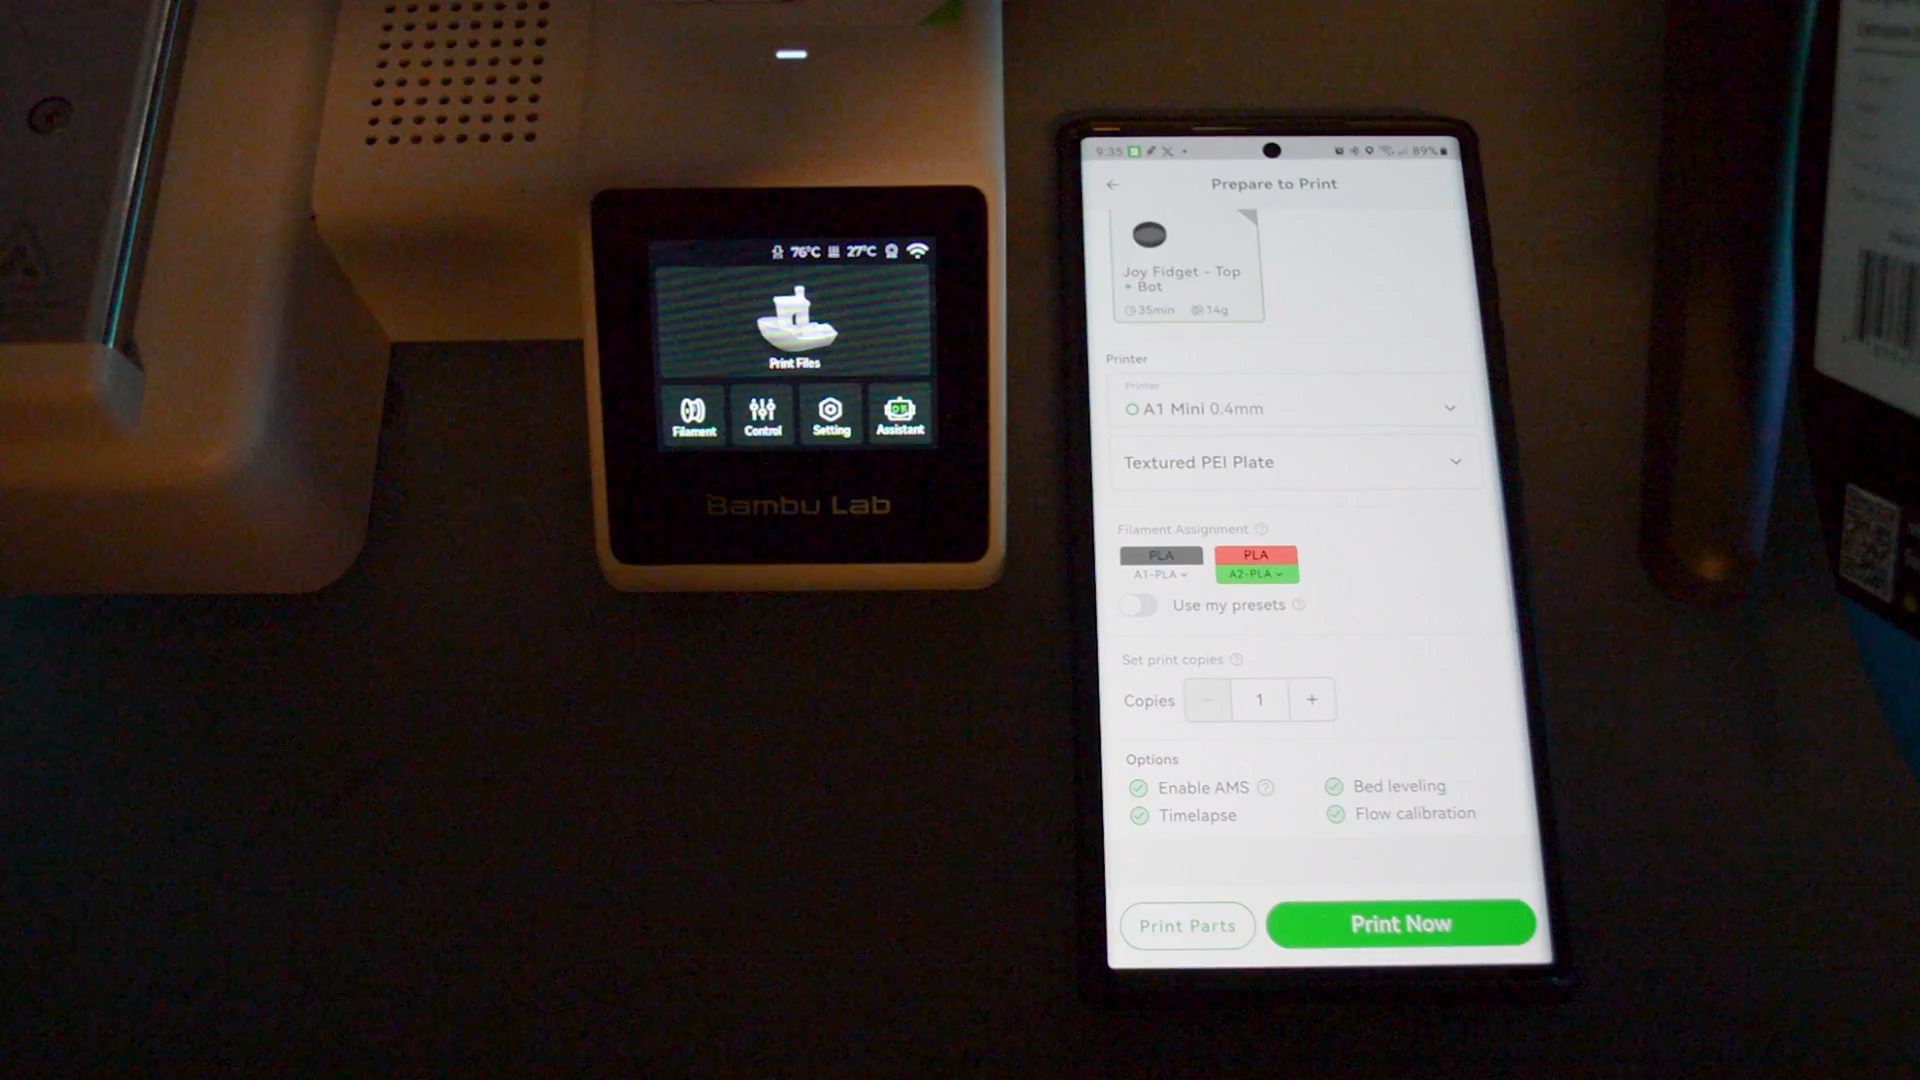 76°C 27°C
Print Files
Filament Control Setting Assistant
Bambu Lab
9:35 89%
Prepare to Print
Joy Fidget - Top
+ Bot
35min 14g
Printer
Printer
A1 Mini 0.4mm
Textured PEI Plate
Filament Assignment
PLA PLA
A1-PLA A2-PLA
Use my presets
Set print copies
Copies − 1 +
Options
Enable AMS Bed leveling
Timelapse Flow calibration
Print Parts Print Now